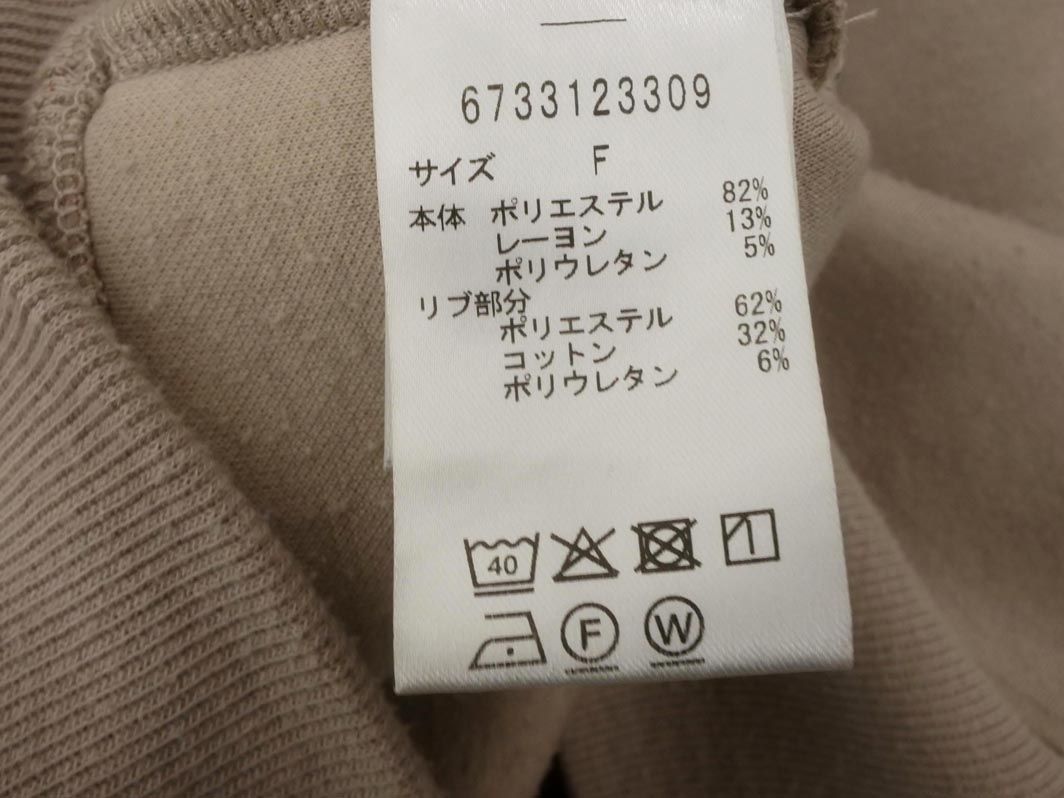 6733123309
サイズ F
本体 ポリエステル 82%
レーヨン 13%
ポリウレタン 5%
リブ部分
ポリエステル 62%
コットン 32%
ポリウレタン 6%
40
F W